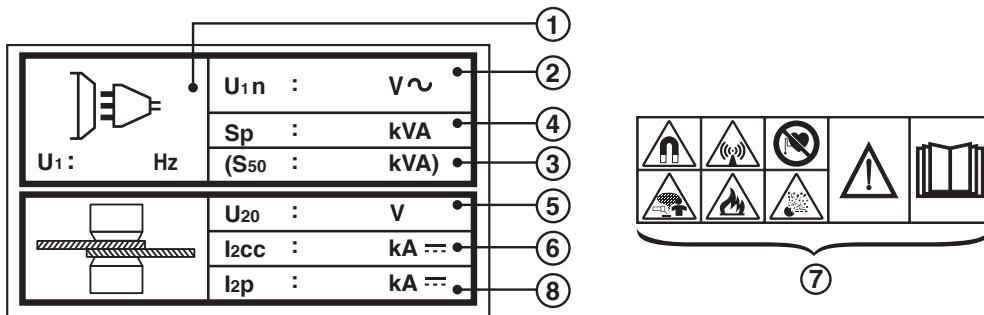 1
U1n : V~
2
Sp : kVA
4
U1: Hz
(S50 : kVA)
3
U20 : V
5
I2cc : kA
6
I2p : kA
8
7